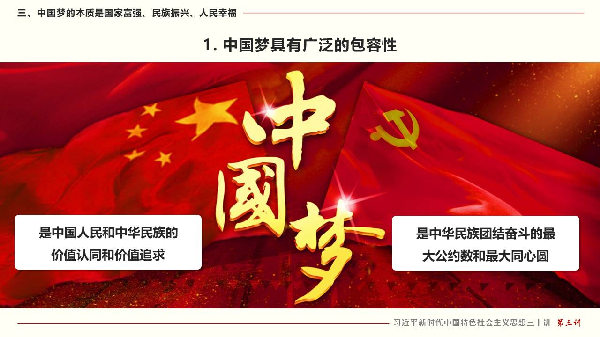 三、中国梦的本质是国家富强、民族振兴、人民幸福
1. 中国梦具有广泛的包容性
中
國
梦
是中国人民和中华民族的
价值认同和价值追求
是中华民族团结奋斗的最
大公约数和最大同心圆
习近平新时代中国特色社会主义思想三十讲 第三讲